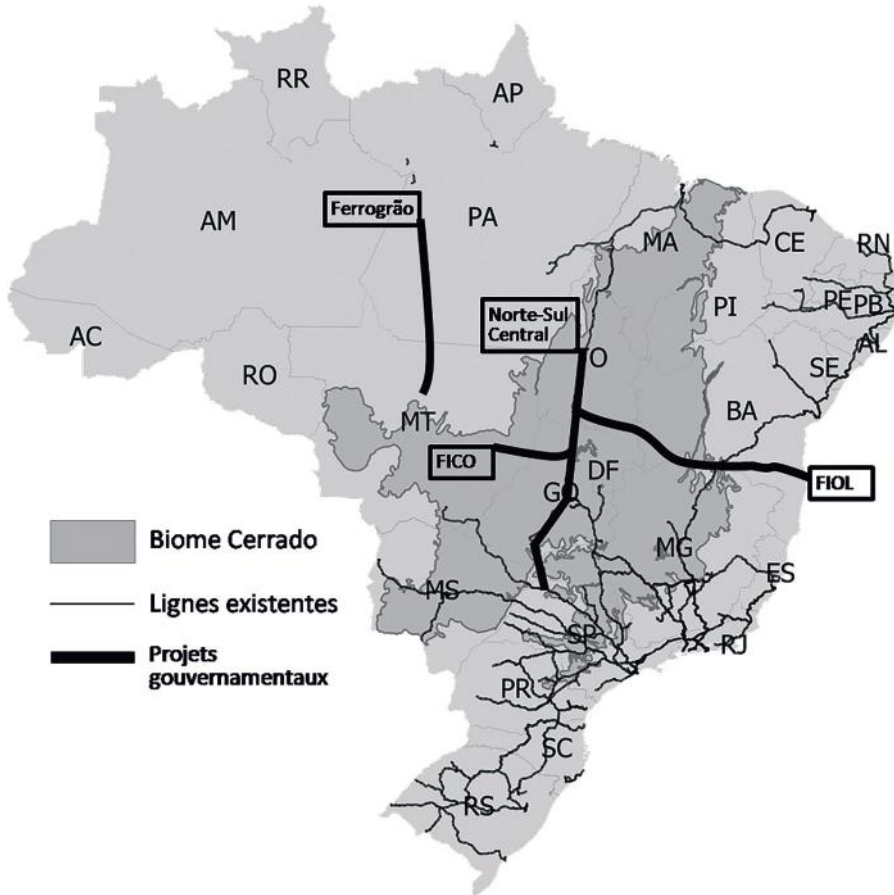 RR
AP
Ferrogrão
AM
PA
MA
CE
RN
Norte-Sul
Central
PI
PE
PB
AC
TO
AL
RO
SE
MT
BA
FICO
DF
FIOL
GO
Biome Cerrado
MG
ES
Lignes existentes
MS
SP
RJ
Projets
gouvernamentaux
PR
SC
RS